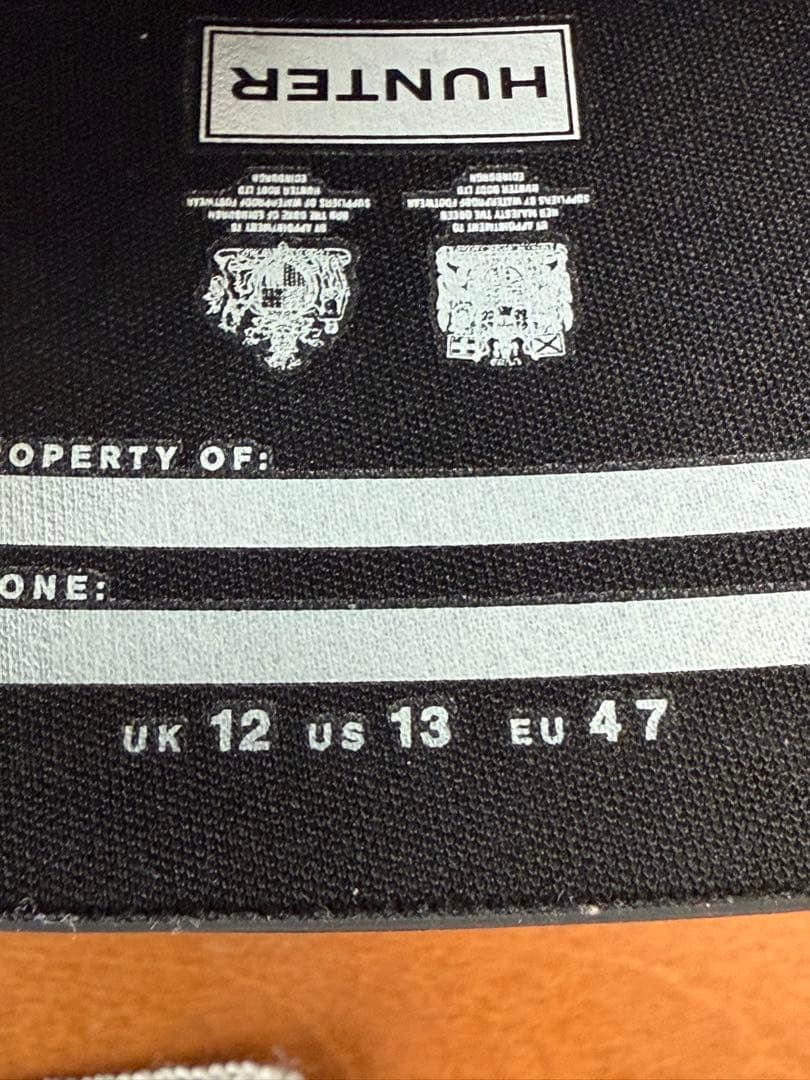 HUNTER
BY APPOINTMENT TO
HRH THE DUKE OF EDINBURGH
SUPPLIERS OF WATERPROOF FOOTWEAR
HUNTER BOOT LTD
EDINBURGH
BY APPOINTMENT TO
HER MAJESTY THE QUEEN
SUPPLIERS OF WATERPROOF FOOTWEAR
HUNTER BOOT LTD
EDINBURGH
OPERTY OF:
ONE:
UK 12 US 13 EU 47